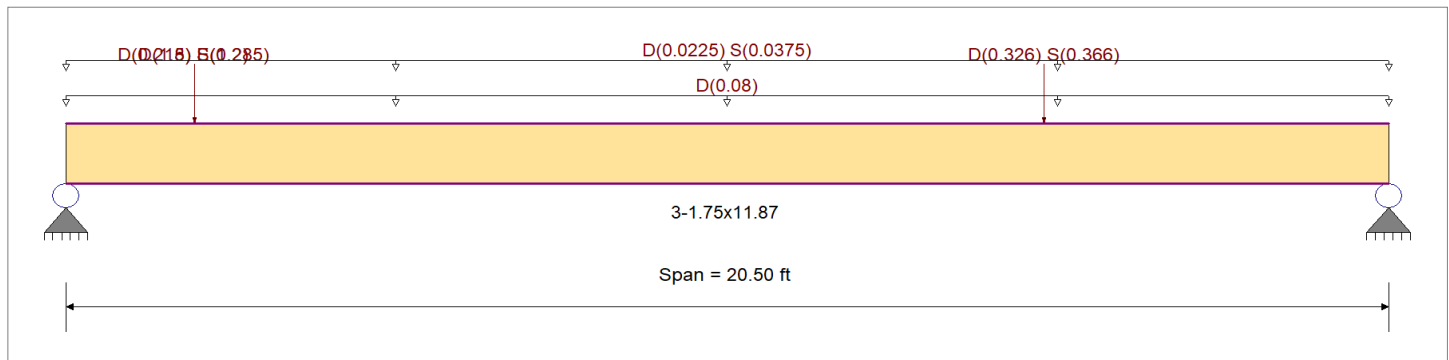 D(0.0225) S(0.0375)
D(0.326) S(0.366)
D(0.08)
3-1.75x11.87
Span = 20.50 ft